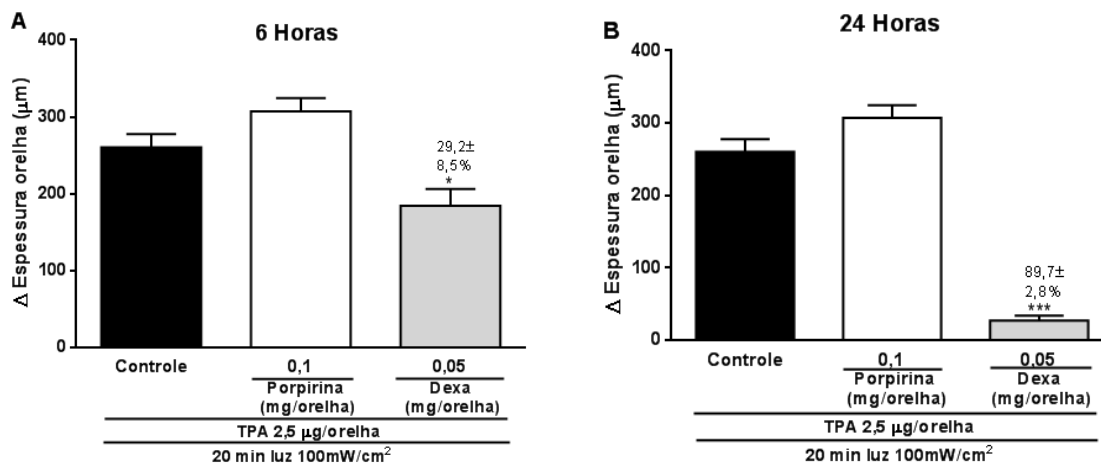 A
6 Horas
Δ Espessura orelha (μm)
400
300
200
100
0
29,2±
8,5%
*
Controle
0,1
0,05
Porpirina
(mg/orelha)
Dexa
(mg/orelha)
TPA 2,5 μg/orelha
20 min luz 100mW/cm²
B
24 Horas
Δ Espessura orelha (μm)
400
300
200
100
0
89,7±
2,8%
***
Controle
0,1
0,05
Porpirina
(mg/orelha)
Dexa
(mg/orelha)
TPA 2,5 μg/orelha
20 min luz 100mW/cm²